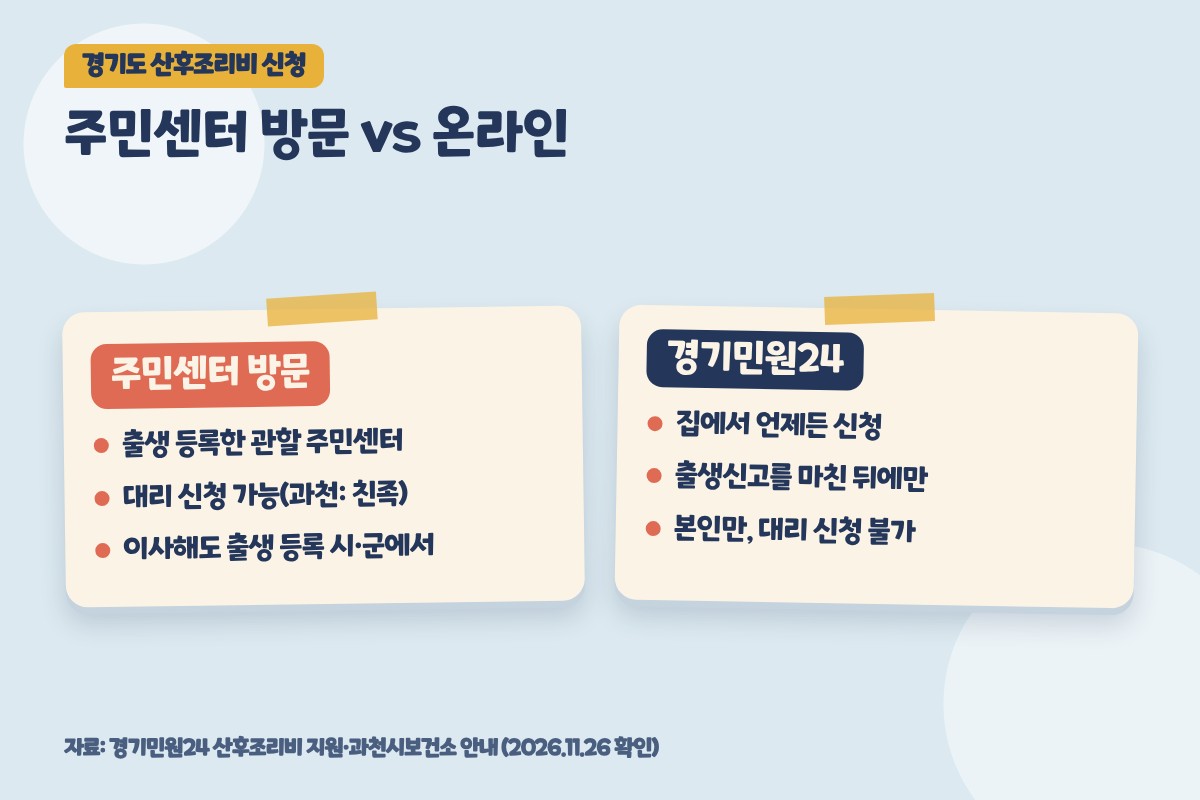 경기도 산후조리비 신청
주민센터 방문 vs 온라인
주민센터 방문
출생 등록한 관할 주민센터
대리 신청 가능(과천: 친족)
이사해도 출생 등록 시·군에서
경기민원24
집에서 언제든 신청
출생신고를 마친 뒤에만
본인만, 대리 신청 불가
자료: 경기민원24 산후조리비 지원·과천시보건소 안내 (2026.11.26 확인)